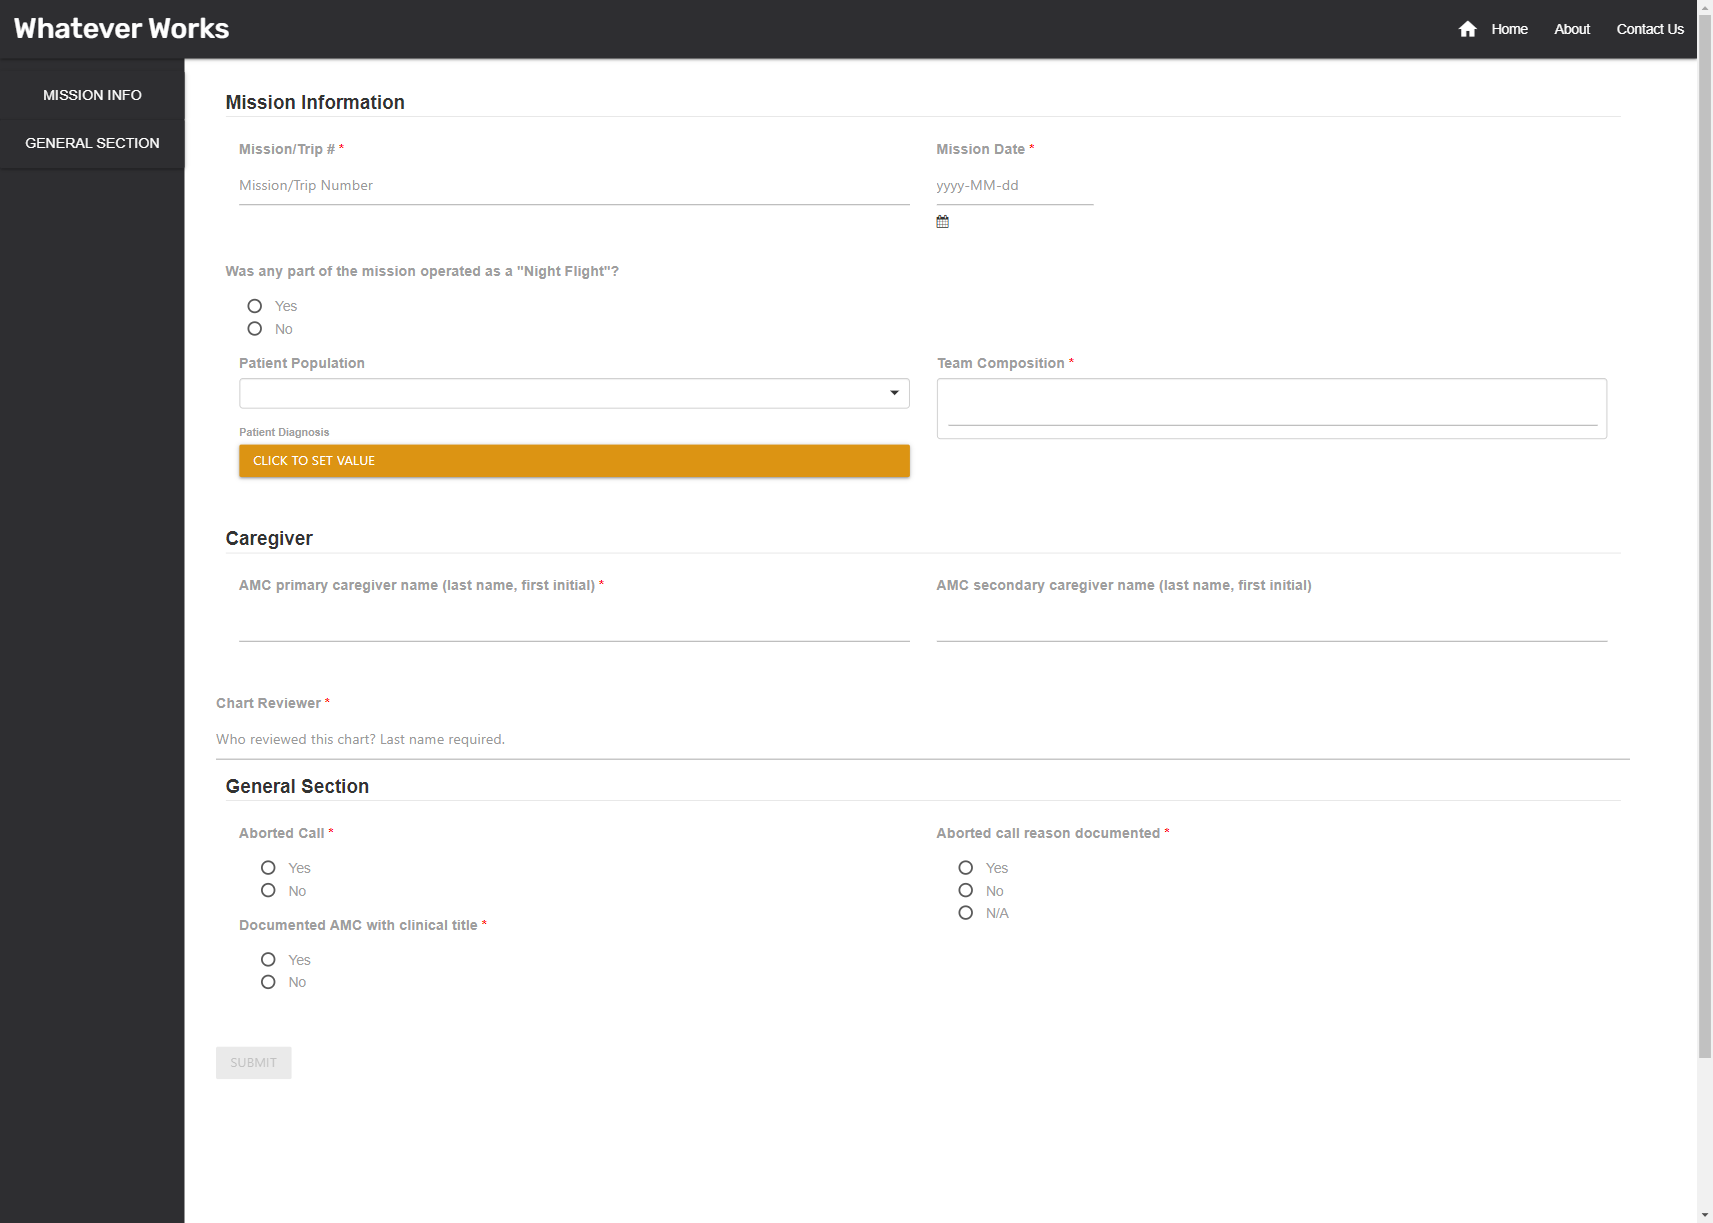 Whatever Works
Home About Contact Us
MISSION INFO
GENERAL SECTION
Mission Information
Mission/Trip # *
Mission/Trip Number
Mission Date *
yyyy-MM-dd
Was any part of the mission operated as a "Night Flight"?
Yes
No
Patient Population
Team Composition *
Patient Diagnosis
CLICK TO SET VALUE
Caregiver
AMC primary caregiver name (last name, first initial) *
AMC secondary caregiver name (last name, first initial)
Chart Reviewer *
Who reviewed this chart? Last name required.
General Section
Aborted Call *
Yes
No
Aborted call reason documented *
Yes
No
N/A
Documented AMC with clinical title *
Yes
No
SUBMIT